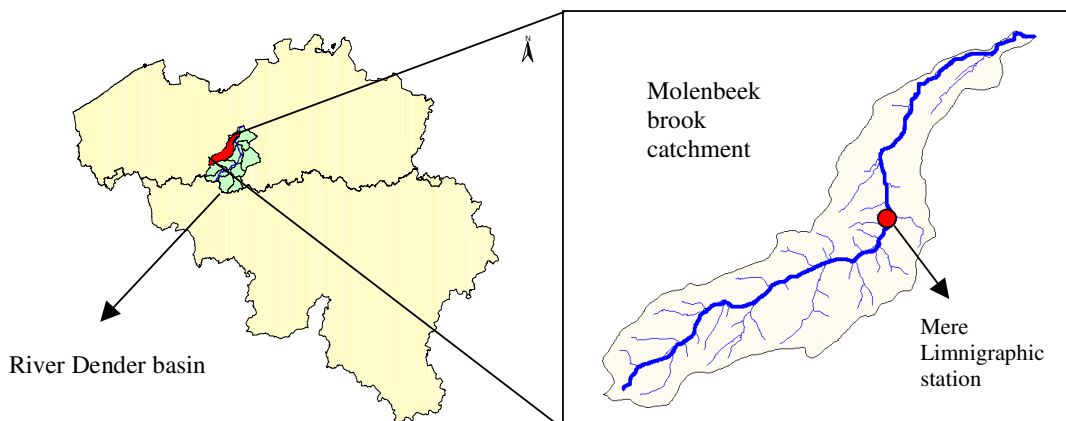 N
River Dender basin
Molenbeek
brook
catchment
Mere
Limnigraphic
station